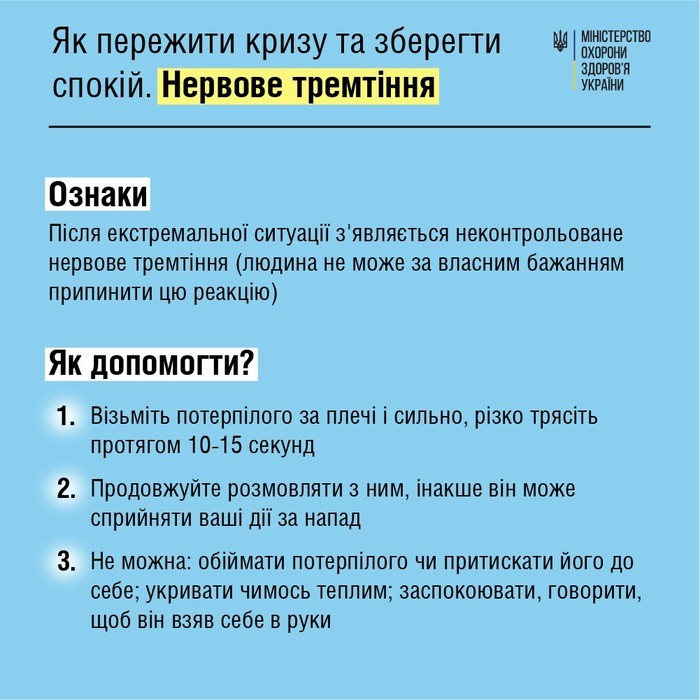 Як пережити кризу та зберегти
спокій. Нервове тремтіння
МІНІСТЕРСТВО
ОХОРОНИ
ЗДОРОВ'Я
УКРАЇНИ
Ознаки
Після екстремальної ситуації з'являється неконтрольоване
нервове тремтіння (людина не може за власним бажанням
припинити цю реакцію)
Як допомогти?
1. Візьміть потерпілого за плечі і сильно, різко трясіть
протягом 10-15 секунд
2. Продовжуйте розмовляти з ним, інакше він може
сприйняти ваші дії за напад
3. Не можна: обіймати потерпілого чи притискати його до
себе; укривати чимось теплим; заспокоювати, говорити,
щоб він взяв себе в руки